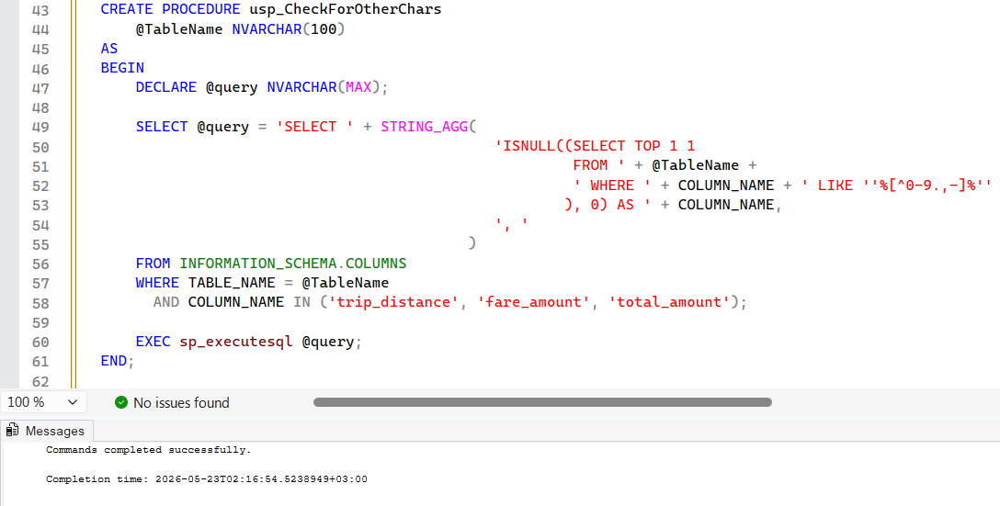 43 CREATE PROCEDURE usp_CheckForOtherChars
44 @TableName NVARCHAR(100)
45 AS
46 BEGIN
47 DECLARE @query NVARCHAR(MAX);
48
49 SELECT @query = 'SELECT ' + STRING_AGG(
50 'ISNULL((SELECT TOP 1 1
51 FROM ' + @TableName +
52 ' WHERE ' + COLUMN_NAME + ' LIKE ''%[^0-9.,-]%''
53 ), 0) AS ' + COLUMN_NAME,
54 ', '
55 )
56 FROM INFORMATION_SCHEMA.COLUMNS
57 WHERE TABLE_NAME = @TableName
58 AND COLUMN_NAME IN ('trip_distance', 'fare_amount', 'total_amount');
59
60 EXEC sp_executesql @query;
61 END;
62
100 % No issues found
Messages
Commands completed successfully.
Completion time: 2026-05-23T02:16:54.5238949+03:00